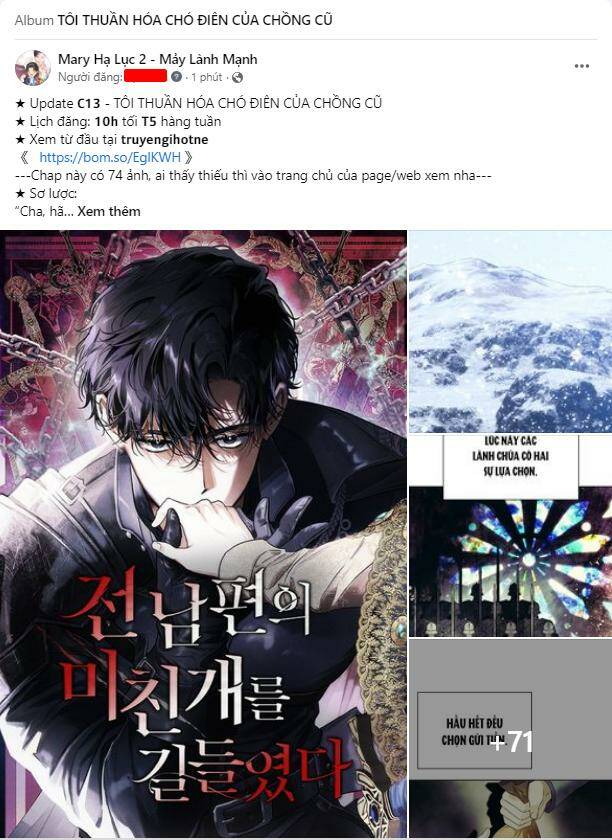 Album TÔI THUẦN HÓA CHÓ ĐIÊN CỦA CHỒNG CŨ
Mary Hạ Lục 2 - Mảy Lành Mạnh
Người đăng: · 1 phút ·
★ Update C13 - TÔI THUẦN HÓA CHÓ ĐIÊN CỦA CHỒNG CŨ
★ Lịch đăng: 10h tối T5 hàng tuần
★ Xem từ đầu tại truyengihotne
《 https://bom.so/EgIKWH 》
---Chap này có 74 ảnh, ai thấy thiếu thì vào trang chủ của page/web xem nha---
★ Sơ lược:
“Cha, hã... Xem thêm
전 남편의
미친개를
길들였다
LÚC NÀY CÁC
LÃNH CHÚA CÓ HAI
SỰ LỰA CHỌN.
HẦU HẾT ĐỀU
CHỌN GỬI TIỀN.
+71